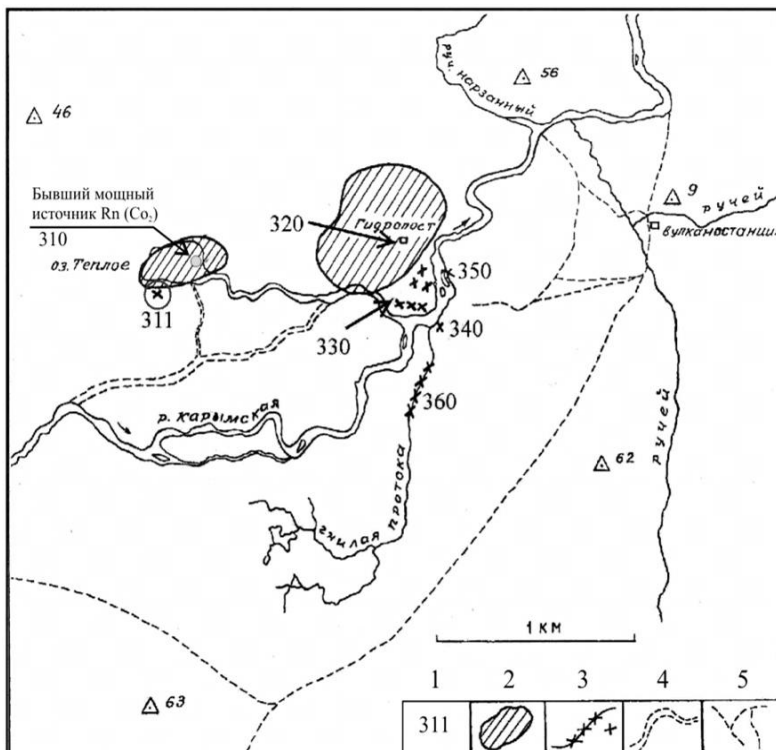 руч. Нарзанный
56
46
9
ручей
вулканостанция
Бывший мощный
источник Rn (Co₂)
310
оз. Теплое
311
320
Гидропост
350
340
330
360
р. Карымская
62
ручей
гнилая протока
1 КМ
63
1 2 3 4 5
311